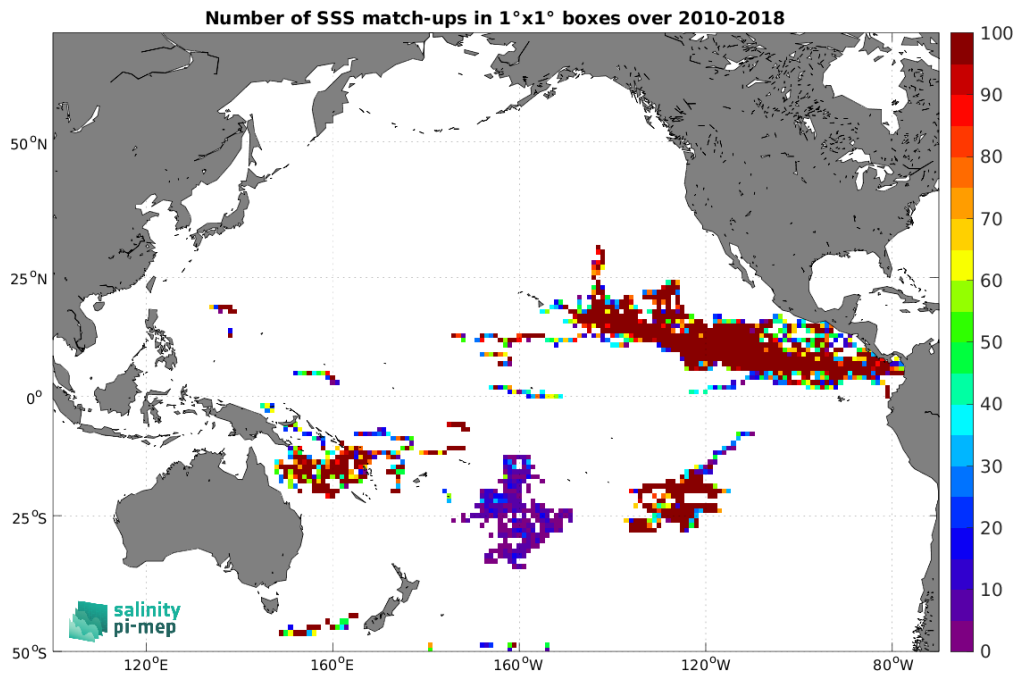 Number of SSS match-ups in 1°x1° boxes over 2010-2018
50°N
25°N
0°
25°S
50°S
120°E
160°E
160°W
120°W
80°W
100
90
80
70
60
50
40
30
20
10
0
salinity
pi-mep